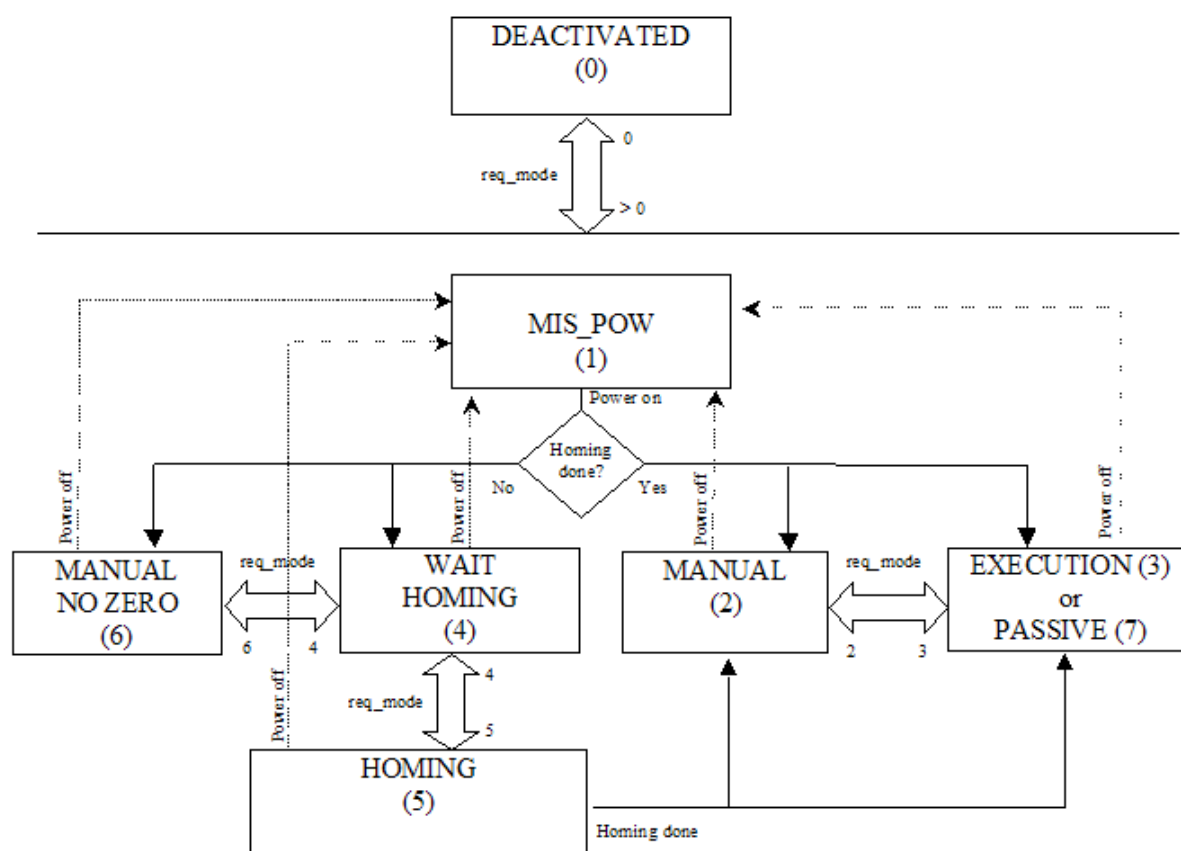 DEACTIVATED
(0)
0
req_mode
> 0
MIS_POW
(1)
Power on
Homing
done?
No
Yes
Power off
Power off
Power off
Power off
MANUAL
NO ZERO
(6)
req_mode
6
4
WAIT
HOMING
(4)
MANUAL
(2)
req_mode
2
3
EXECUTION (3)
or
PASSIVE (7)
Power off
req_mode
4
5
HOMING
(5)
Homing done